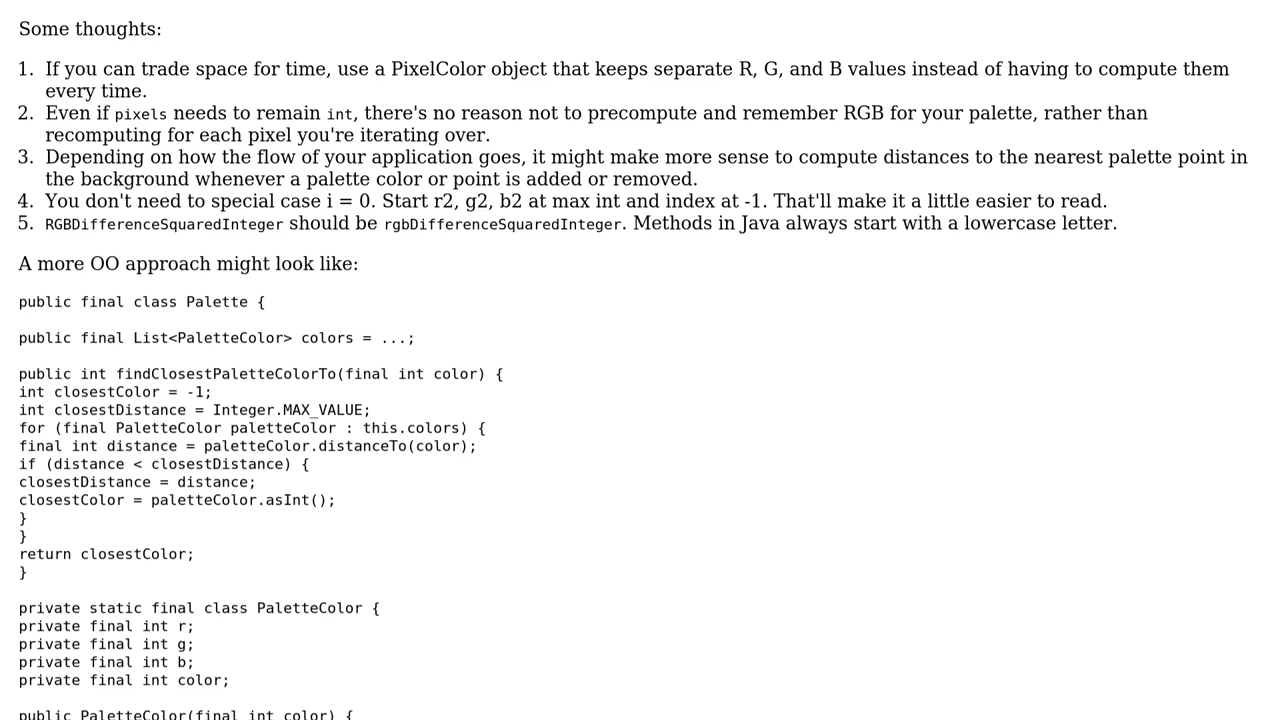 Some thoughts:
1. If you can trade space for time, use a PixelColor object that keeps separate R, G, and B values instead of having to compute them
every time.
2. Even if pixels needs to remain int, there's no reason not to precompute and remember RGB for your palette, rather than
recomputing for each pixel you're iterating over.
3. Depending on how the flow of your application goes, it might make more sense to compute distances to the nearest palette point in
the background whenever a palette color or point is added or removed.
4. You don't need to special case i = 0. Start r2, g2, b2 at max int and index at -1. That'll make it a little easier to read.
5. RGBDifferenceSquaredInteger should be rgbDifferenceSquaredInteger. Methods in Java always start with a lowercase letter.
A more OO approach might look like:
public final class Palette {
public final List<PaletteColor> colors = ...;
public int findClosestPaletteColorTo(final int color) {
int closestColor = -1;
int closestDistance = Integer.MAX_VALUE;
for (final PaletteColor paletteColor : this.colors) {
final int distance = paletteColor.distanceTo(color);
if (distance < closestDistance) {
closestDistance = distance;
closestColor = paletteColor.asInt();
}
}
return closestColor;
}
private static final class PaletteColor {
private final int r;
private final int g;
private final int b;
private final int color;
public PaletteColor(final int color) {